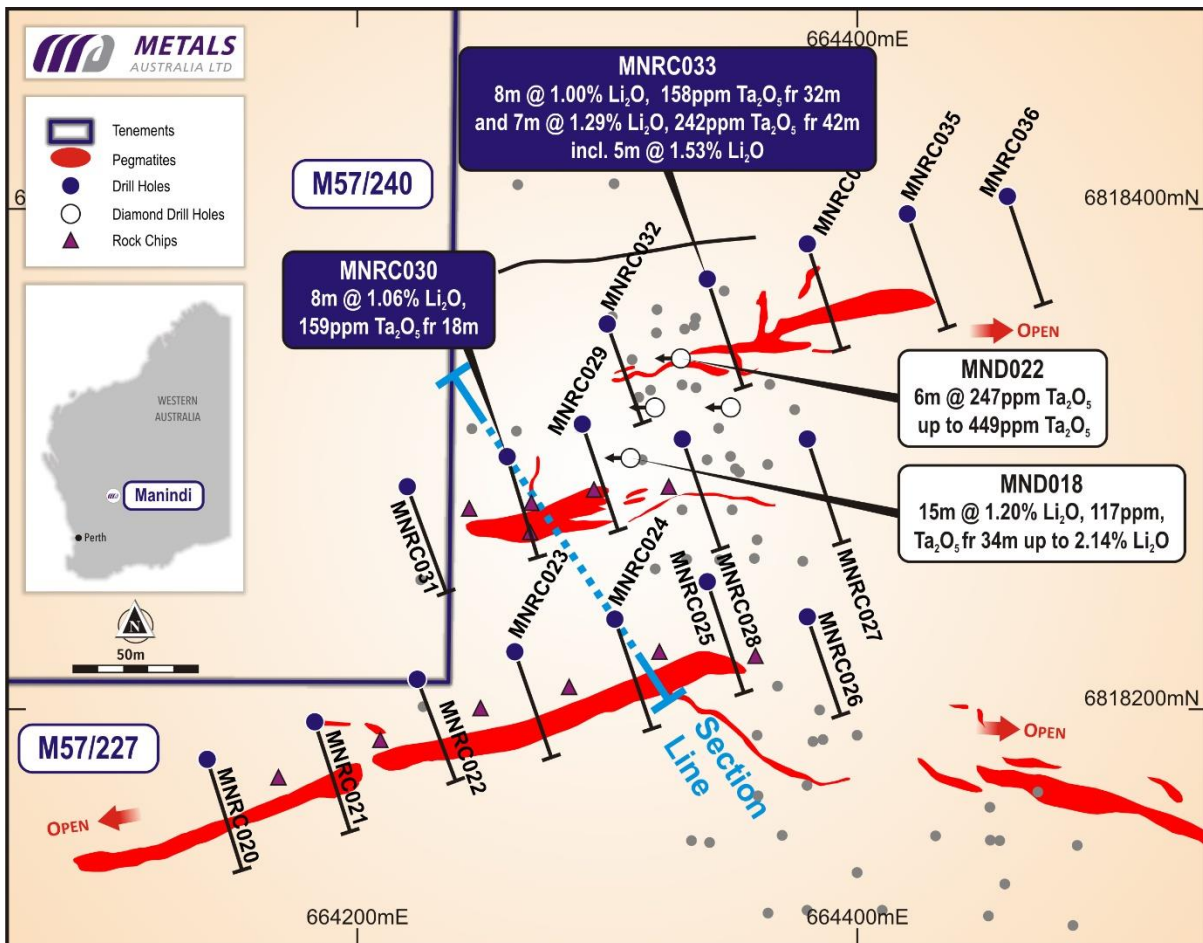 METALS
AUSTRALIA LTD
Tenements
Pegmatites
Drill Holes
Diamond Drill Holes
Rock Chips
WESTERN
AUSTRALIA
Manindi
Perth
N
50m
M57/240
M57/227
664400mE
6818400mN
MNRC033
8m @ 1.00% Li₂O, 158ppm Ta₂O₅ fr 32m
and 7m @ 1.29% Li₂O, 242ppm Ta₂O₅ fr 42m
incl. 5m @ 1.53% Li₂O
MNRC035
MNRC036
MNRC032
MNRC030
8m @ 1.06% Li₂O,
159ppm Ta₂O₅ fr 18m
OPEN
MNRC029
MND022
6m @ 247ppm Ta₂O₅
up to 449ppm Ta₂O₅
MND018
15m @ 1.20% Li₂O, 117ppm,
Ta₂O₅ fr 34m up to 2.14% Li₂O
MNRC031
MNRC023
MNRC024
MNRC025
MNRC028
MNRC027
MNRC026
MNRC022
MNRC021
MNRC020
6818200mN
OPEN
Section
Line
OPEN
664200mE
664400mE